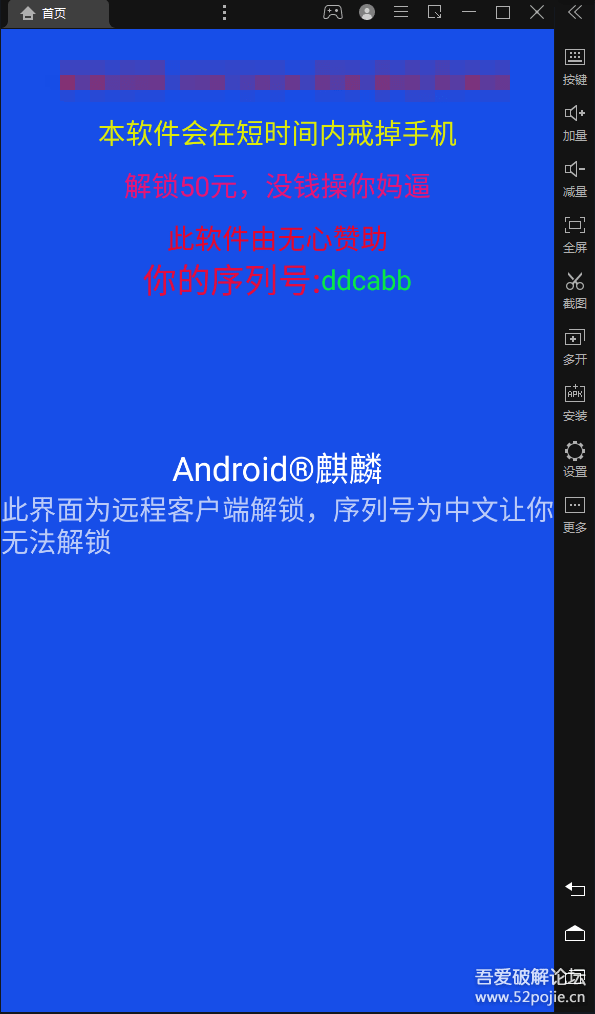 首页
按键
加量
减量
全屏
截图
多开
APK
安装
设置
更多
本软件会在短时间内戒掉手机
解锁50元，没钱操你妈逼
此软件由无心赞助
你的序列号:ddcabb
Android®麒麟
此界面为远程客户端解锁，序列号为中文让你
无法解锁
吾爱破解论坛
www.52pojie.cn